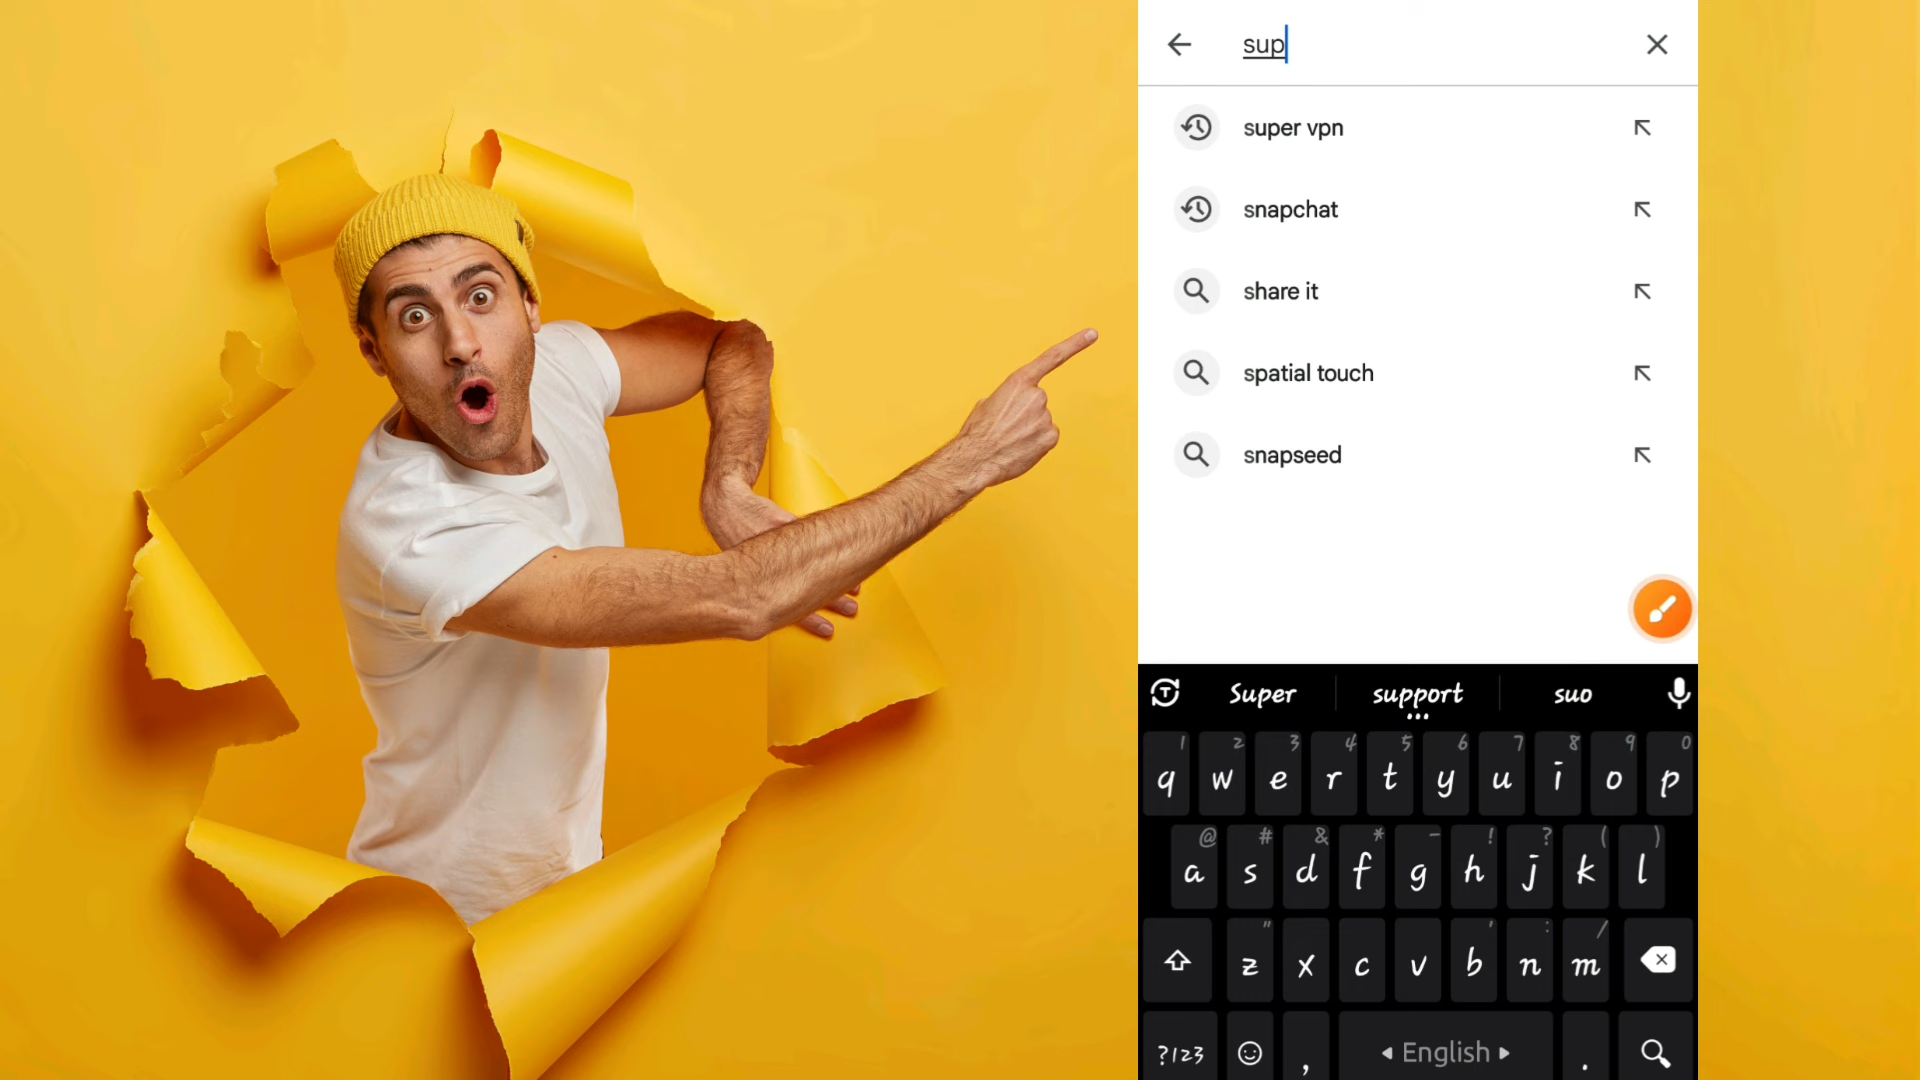 sup
super vpn
snapchat
share it
spatial touch
snapseed
Super support suo
1 2 3 4 5 6 7 8 9 0
q w e r t y u i o p
@ # & * - ! ? ( )
a s d f g h j k l
" ' : /
z x c v b n m
?123 , English .